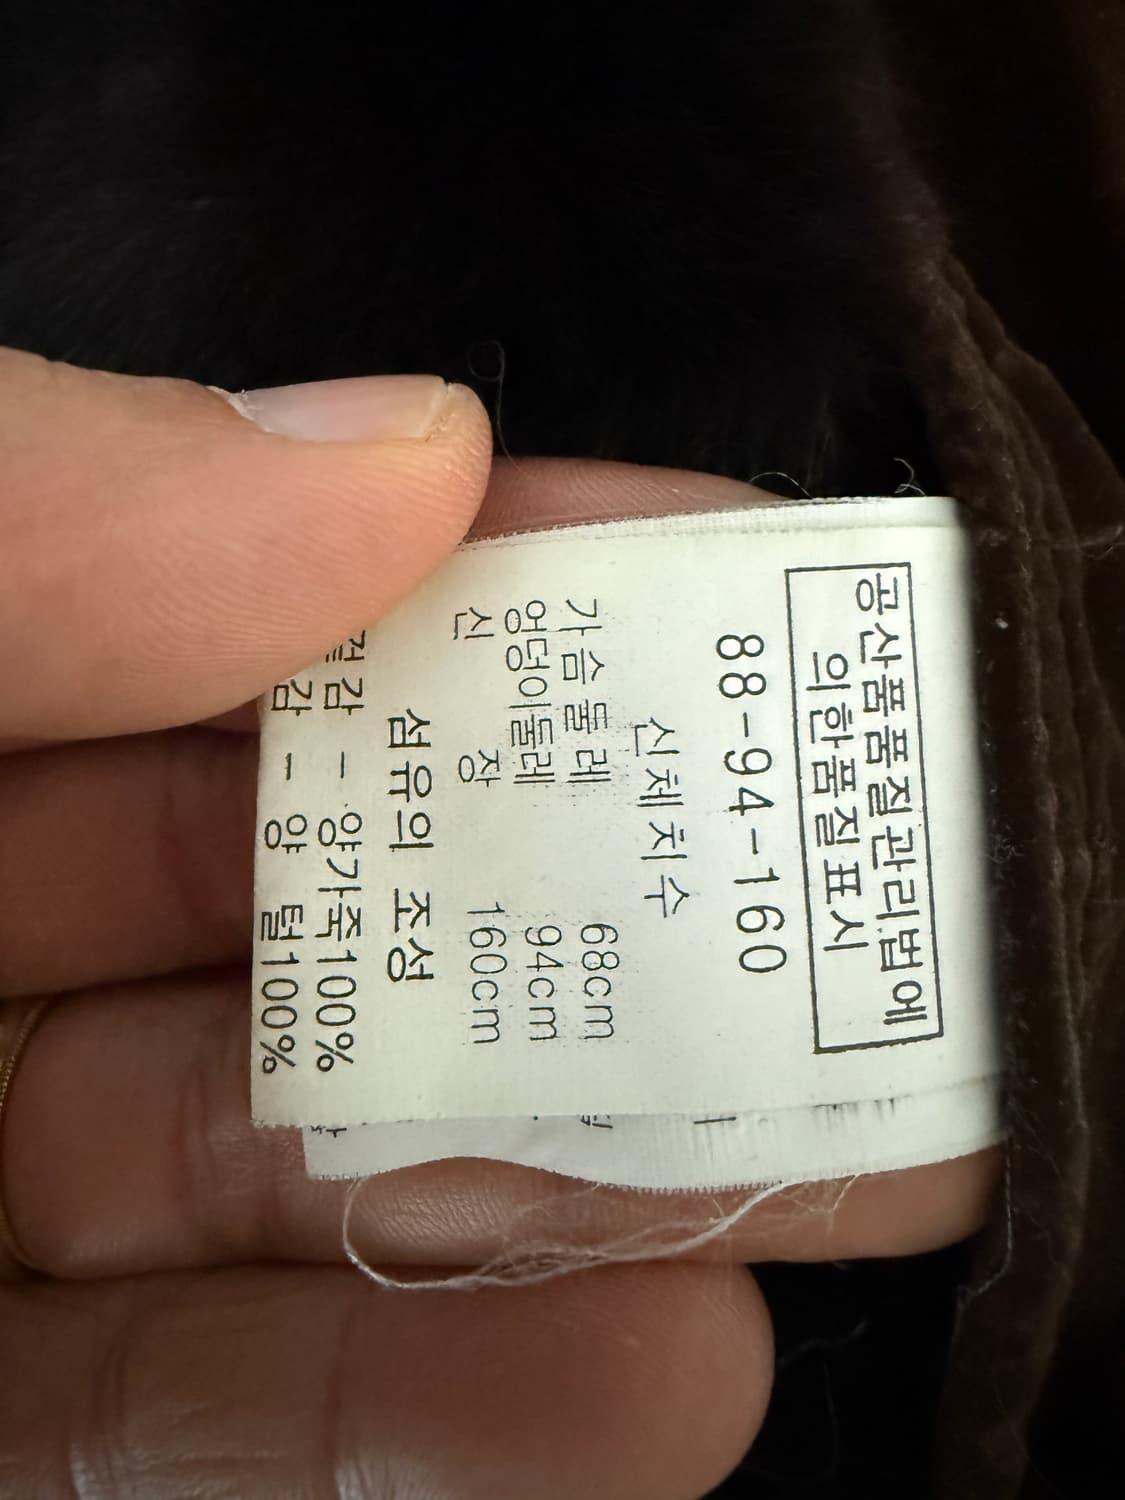 공산품품질관리법에
의한품질표시
88-94-160
신체치수
가슴둘레 68cm
엉덩이둘레 94cm
신 장 160cm
섬유의 조성
겉감 - 양가죽100%
감 - 양 털100%